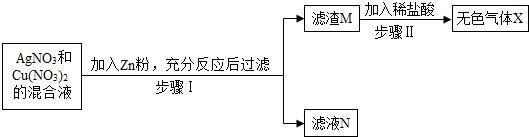 AgNO₃和
Cu(NO₃)₂
的混合液
加入Zn粉，充分反应后过滤
步骤Ⅰ
滤渣M
加入稀盐酸
步骤Ⅱ
无色气体X
滤液N